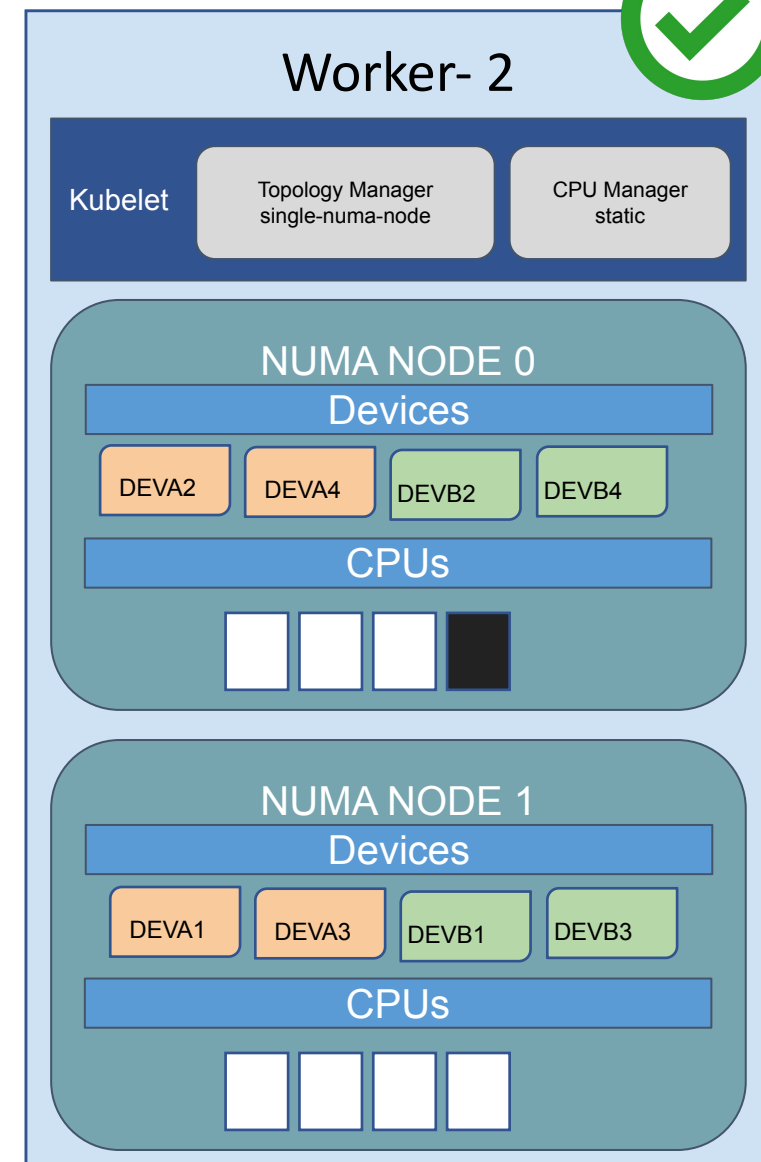 Worker- 2
Kubelet
Topology Manager
single-numa-node
CPU Manager
static
NUMA NODE 0
Devices
DEVA2
DEVA4
DEVB2
DEVB4
CPUs
NUMA NODE 1
Devices
DEVA1
DEVA3
DEVB1
DEVB3
CPUs